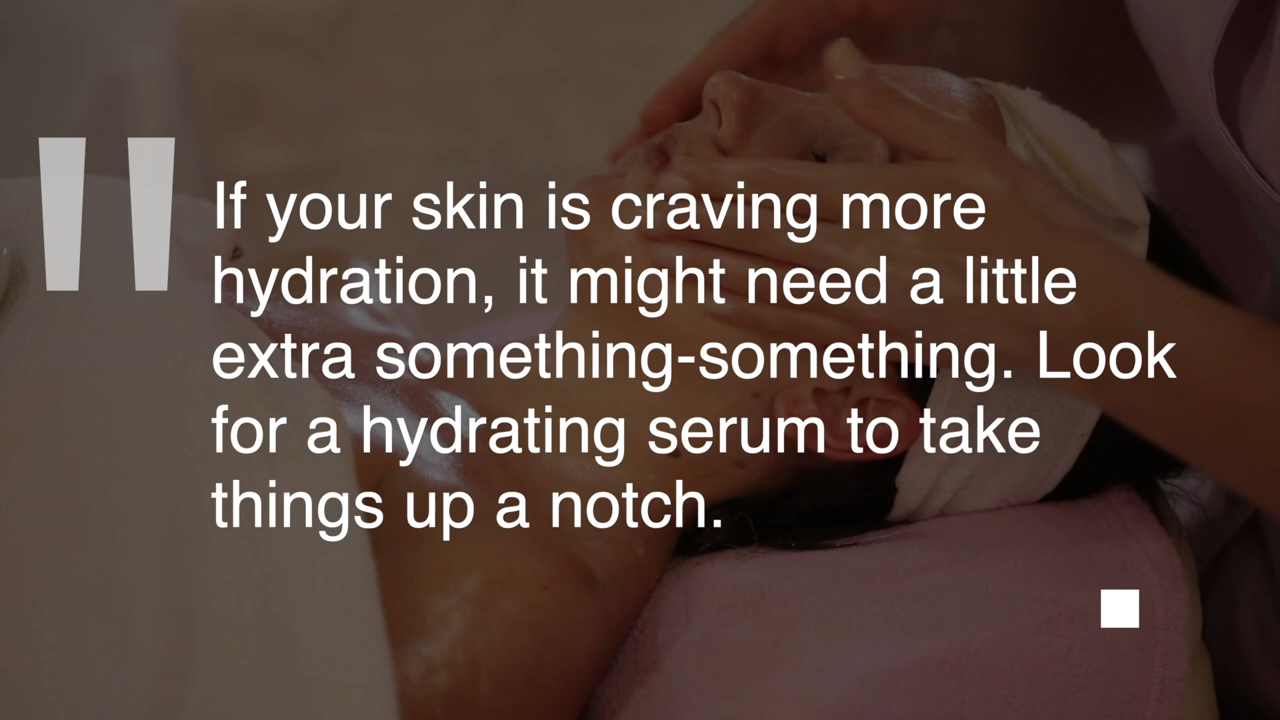 "
If your skin is craving more
hydration, it might need a little
extra something-something. Look
for a hydrating serum to take
things up a notch.